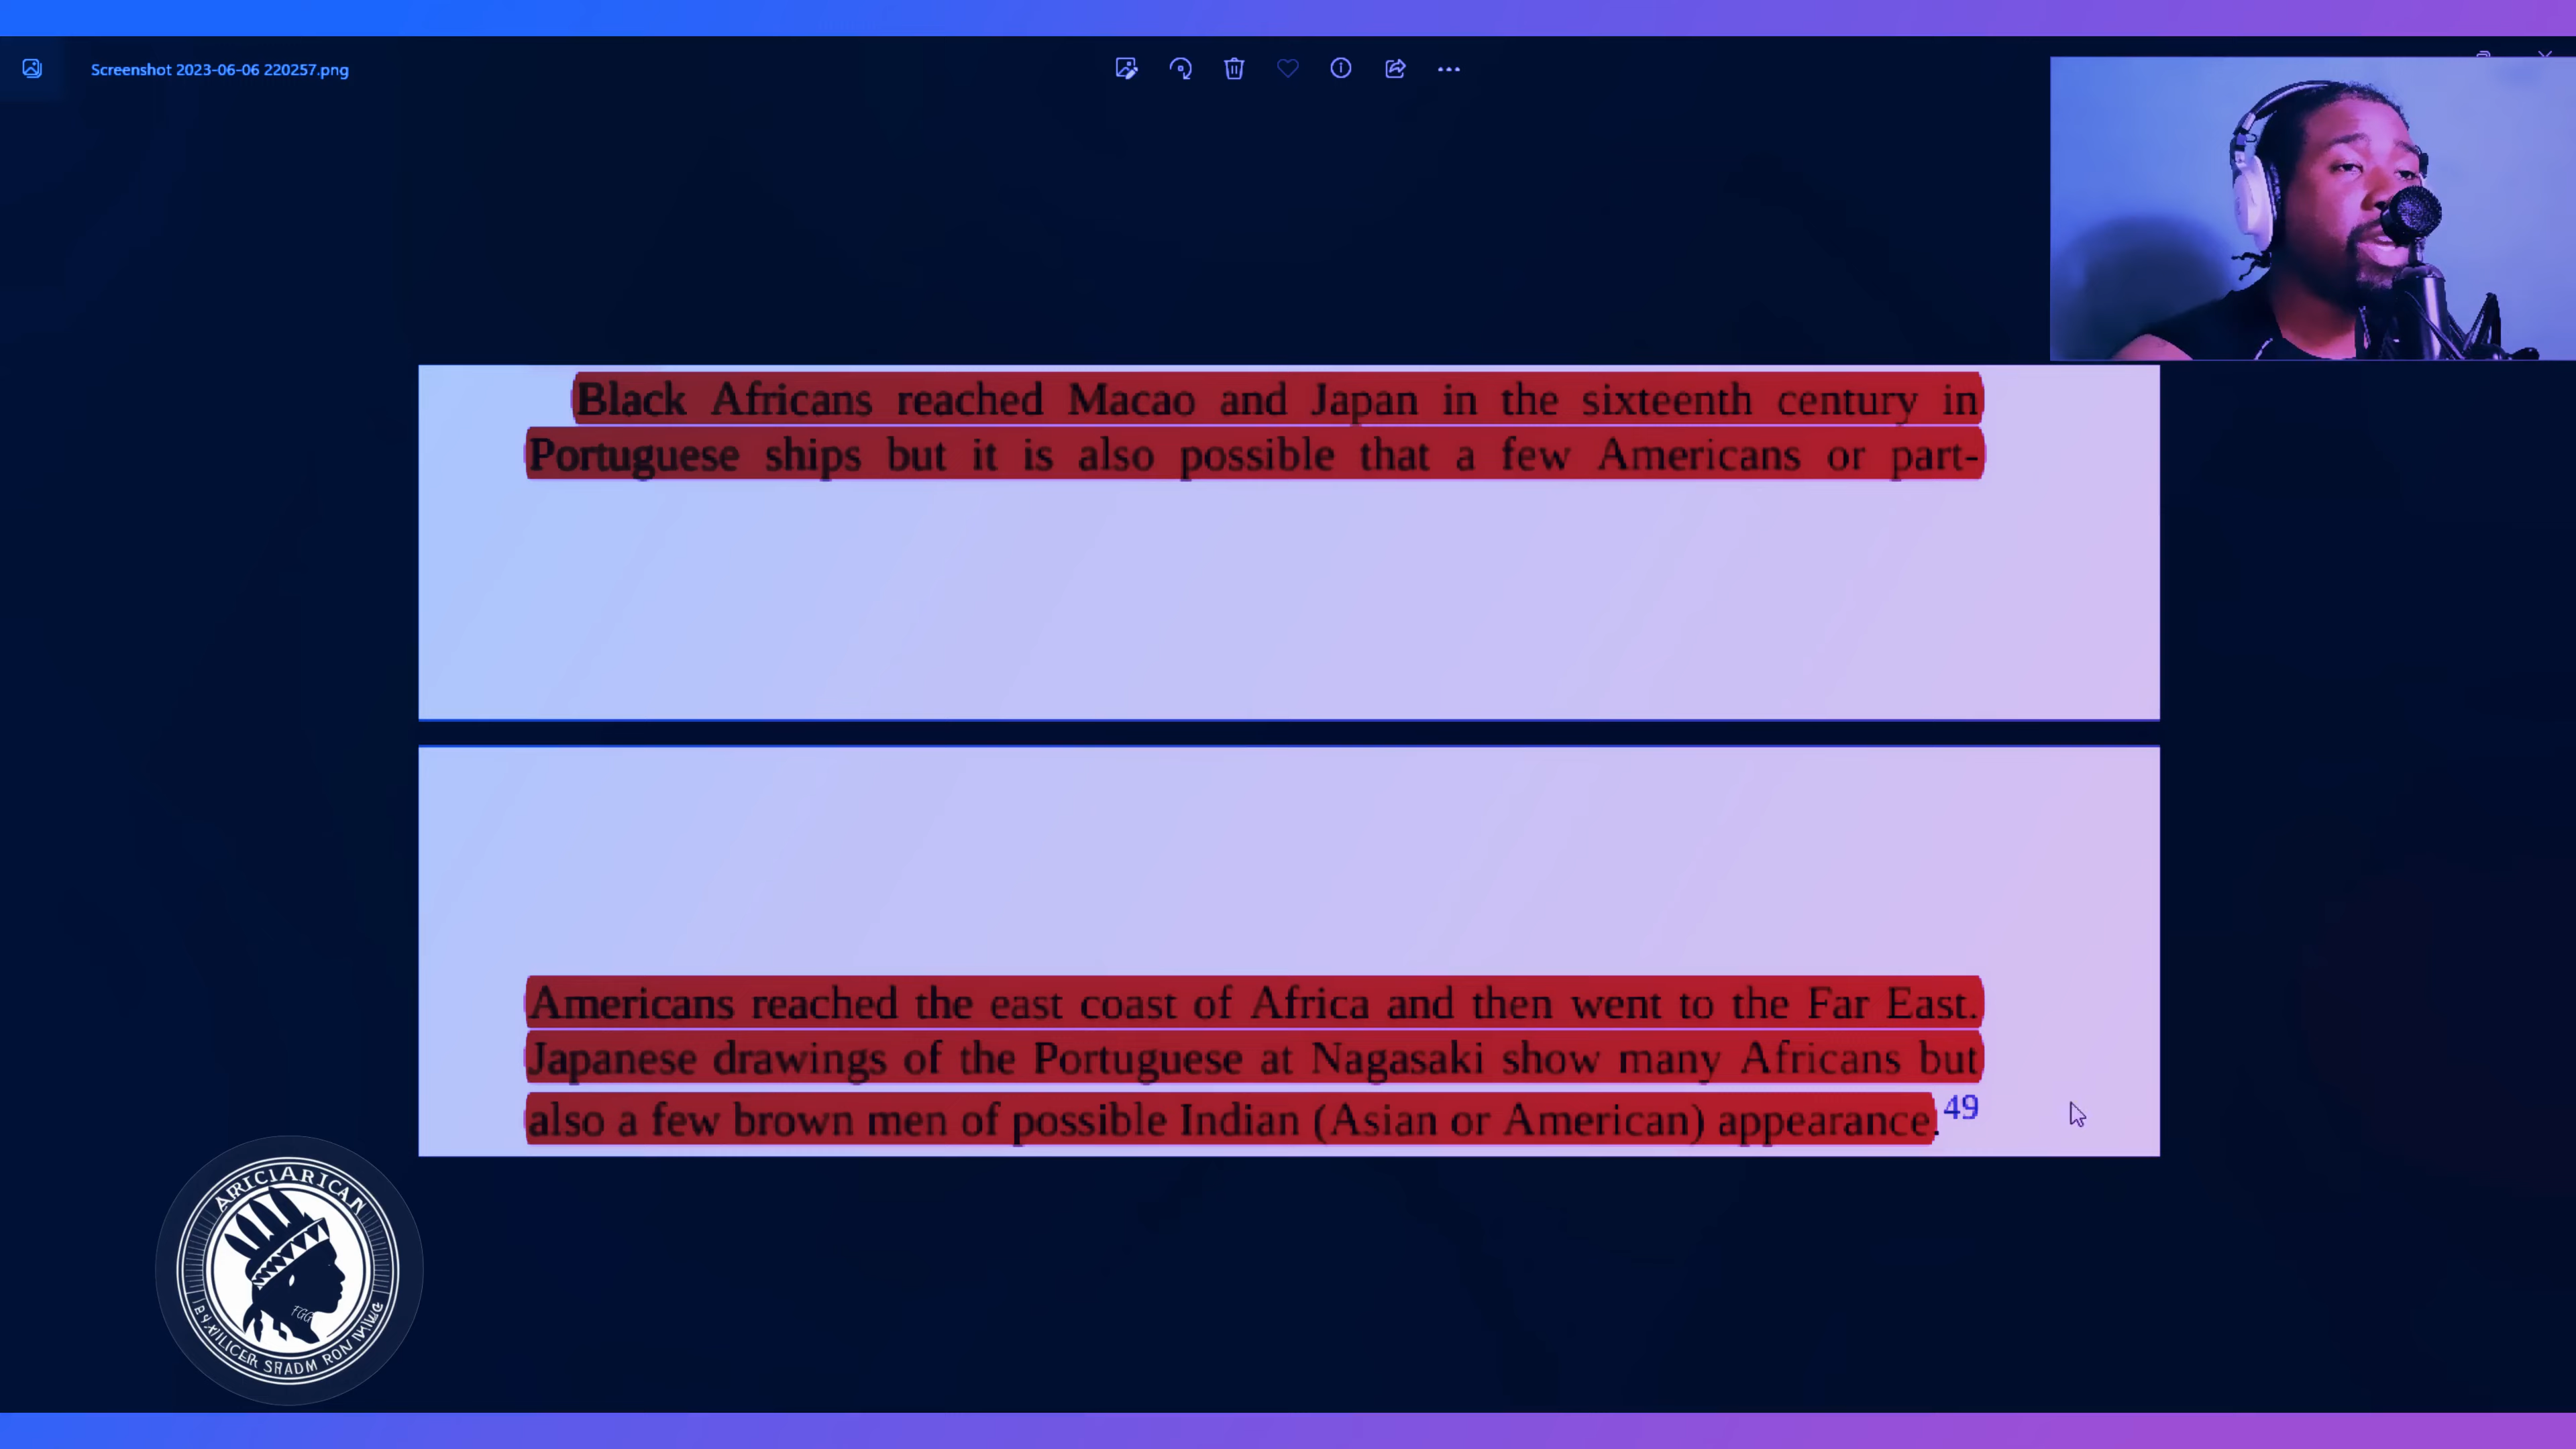 Screenshot 2023-06-06 220257.png
Black Africans reached Macao and Japan in the sixteenth century in
Portuguese ships but it is also possible that a few Americans or part-
Americans reached the east coast of Africa and then went to the Far East.
Japanese drawings of the Portuguese at Nagasaki show many Africans but
also a few brown men of possible Indian (Asian or American) appearance.49